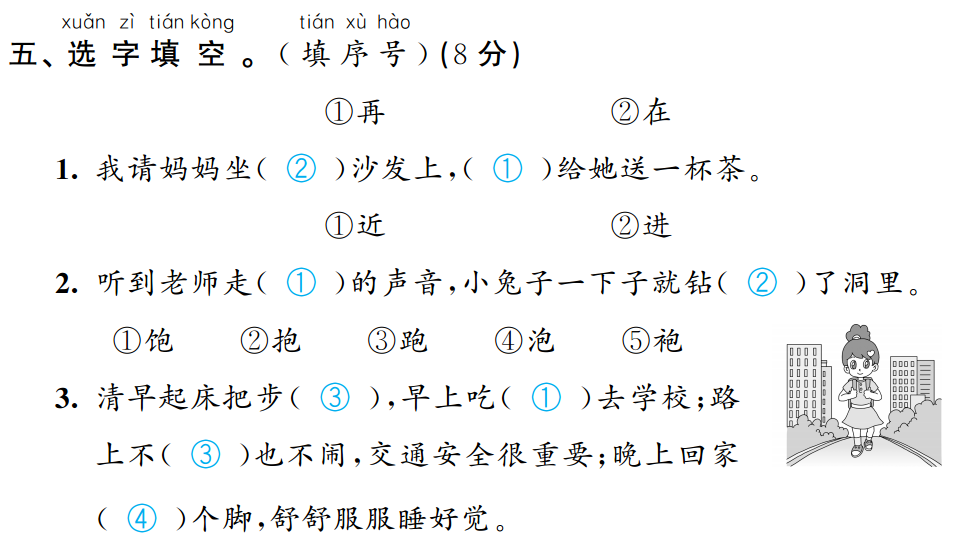 xuǎn zì tián kòng tián xù hào
五、选字填空。(填序号)(8分)
①再 ②在
1. 我请妈妈坐( ② )沙发上,( ① )给她送一杯茶。
①近 ②进
2. 听到老师走( ① )的声音,小兔子一下子就钻( ② )了洞里。
①饱 ②抱 ③跑 ④泡 ⑤袍
3. 清早起床把步( ③ ),早上吃( ① )去学校;路
上不( ③ )也不闹,交通安全很重要;晚上回家
( ④ )个脚,舒舒服服睡好觉。